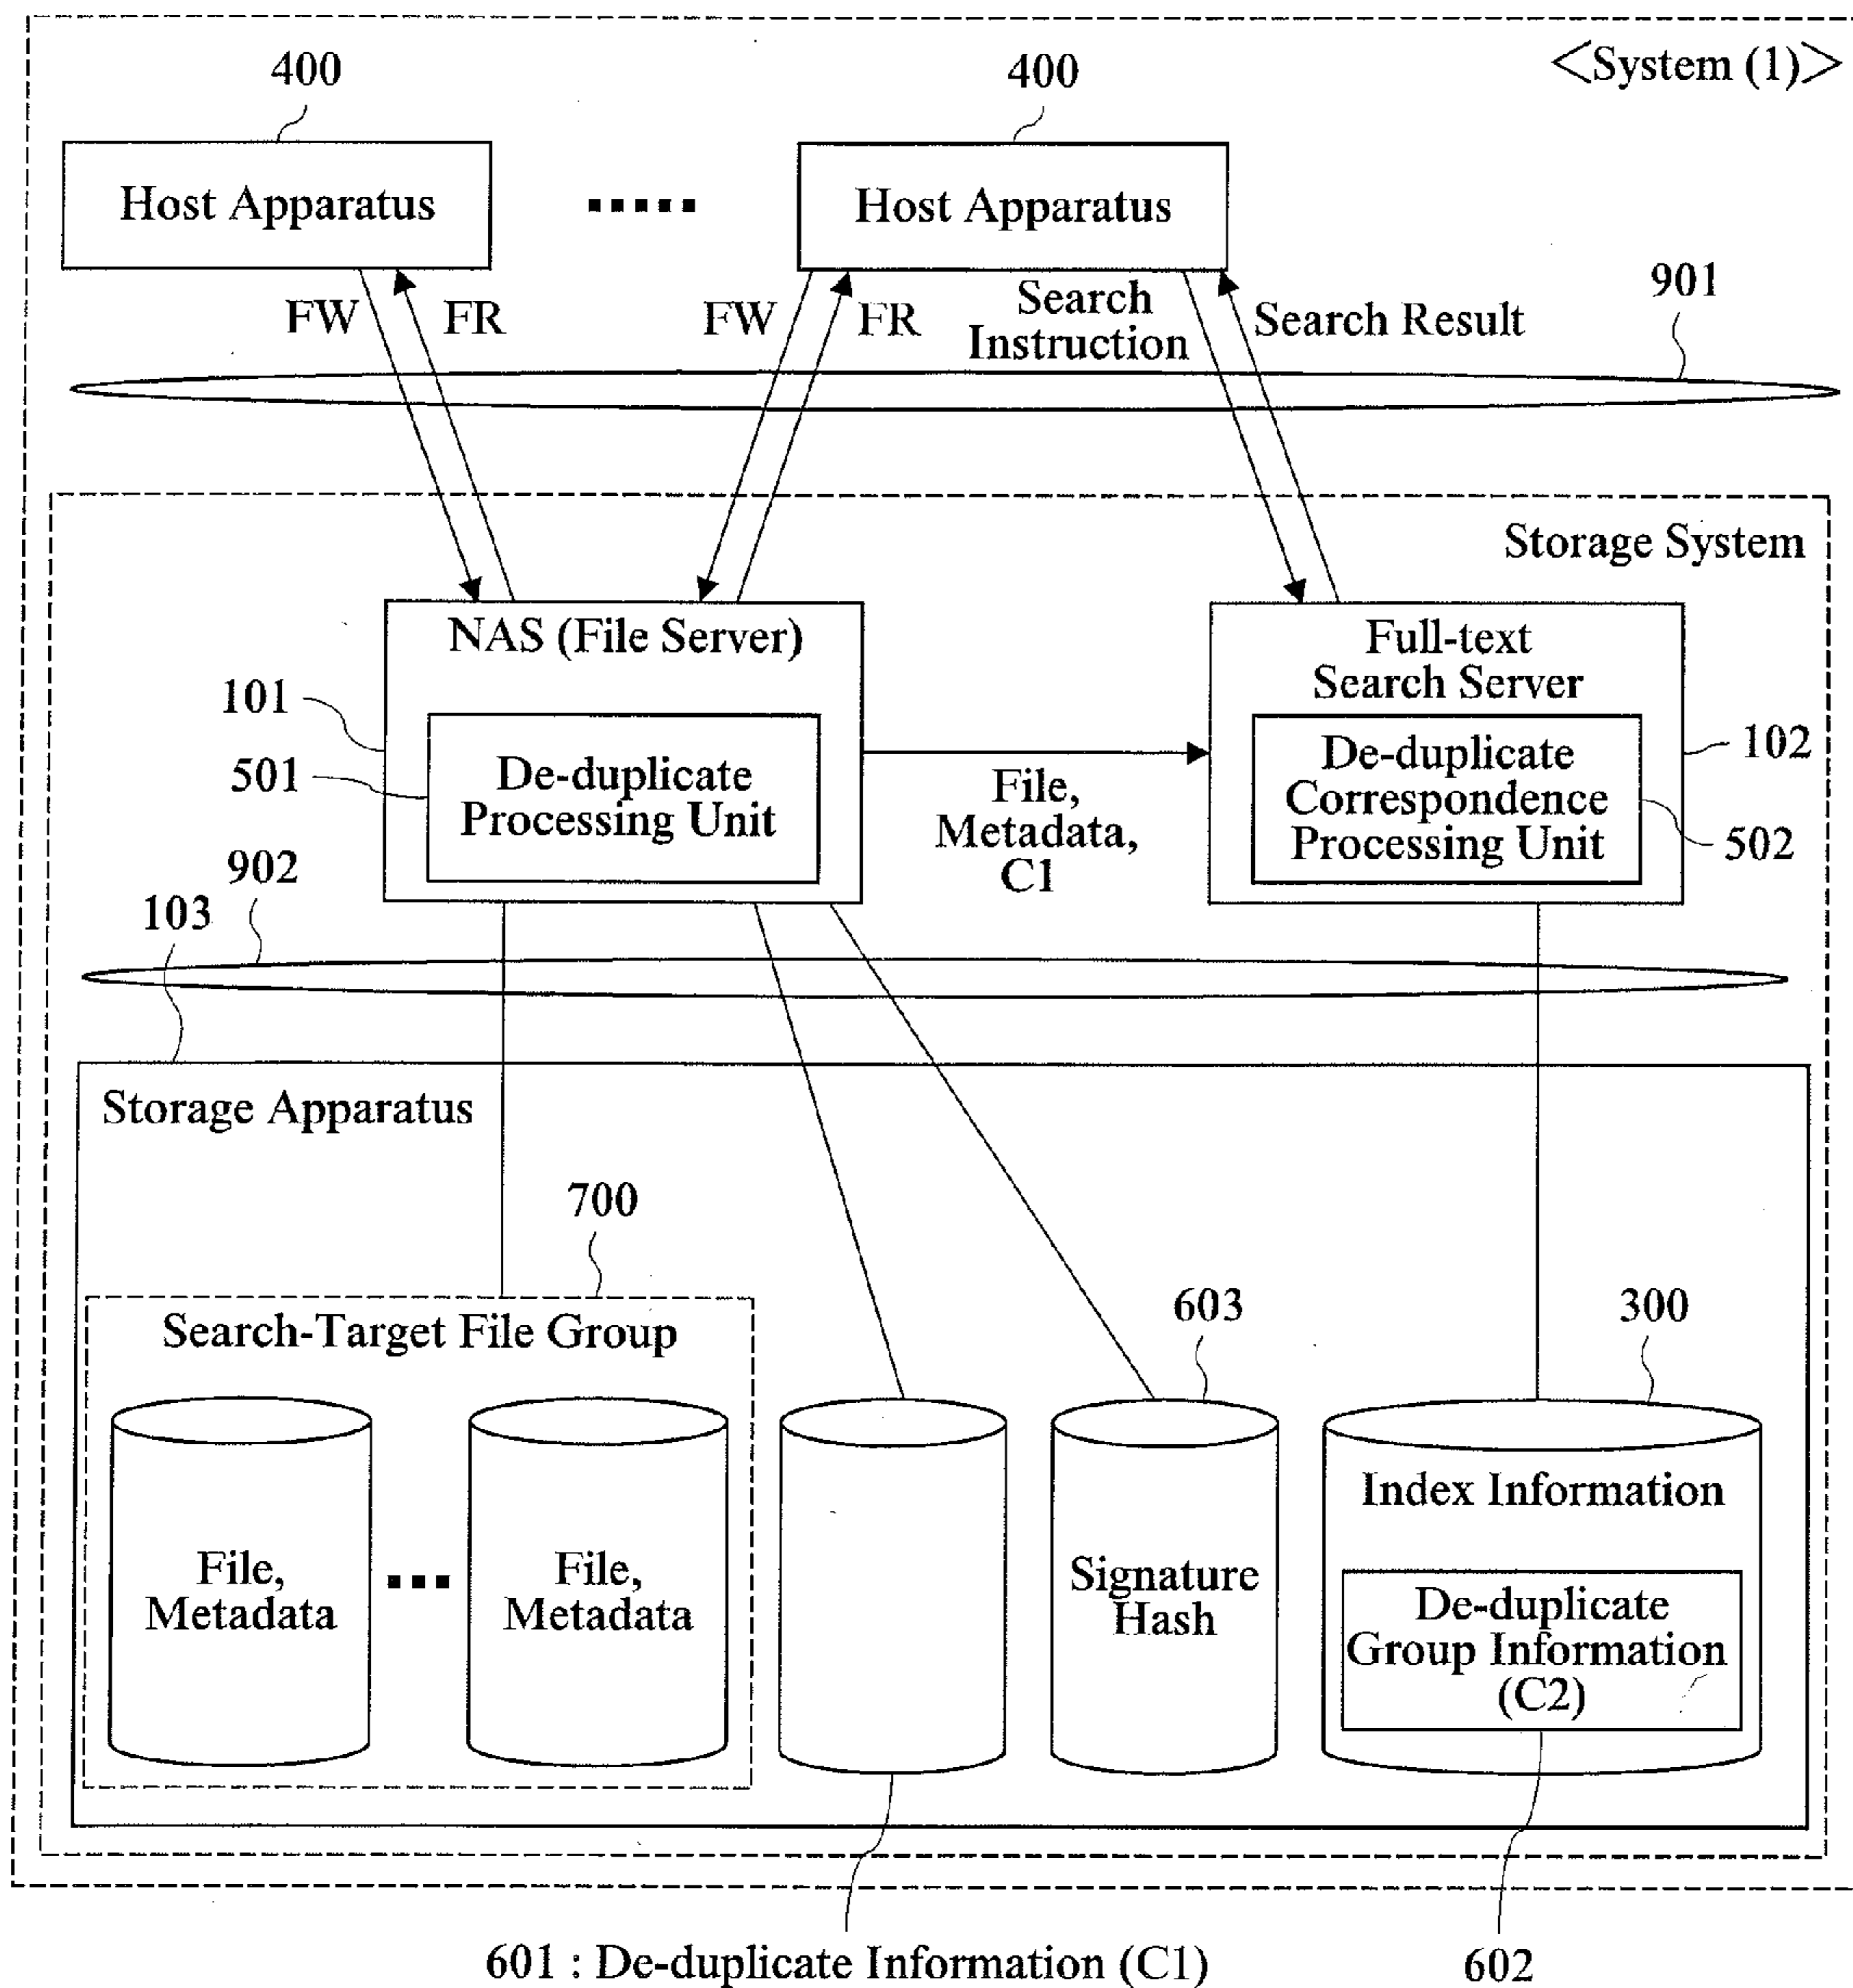 <System (1)>
400
400
Host Apparatus
.....
Host Apparatus
FW
FR
FW
FR
Search
Instruction
Search Result
901
Storage System
NAS (File Server)
101
501
De-duplicate
Processing Unit
File,
Metadata,
C1
Full-text
Search Server
De-duplicate
Correspondence
Processing Unit
102
502
902
103
Storage Apparatus
700
Search-Target File Group
File,
Metadata
...
File,
Metadata
603
Signature
Hash
300
Index Information
De-duplicate
Group Information
(C2)
601 : De-duplicate Information (C1)
602